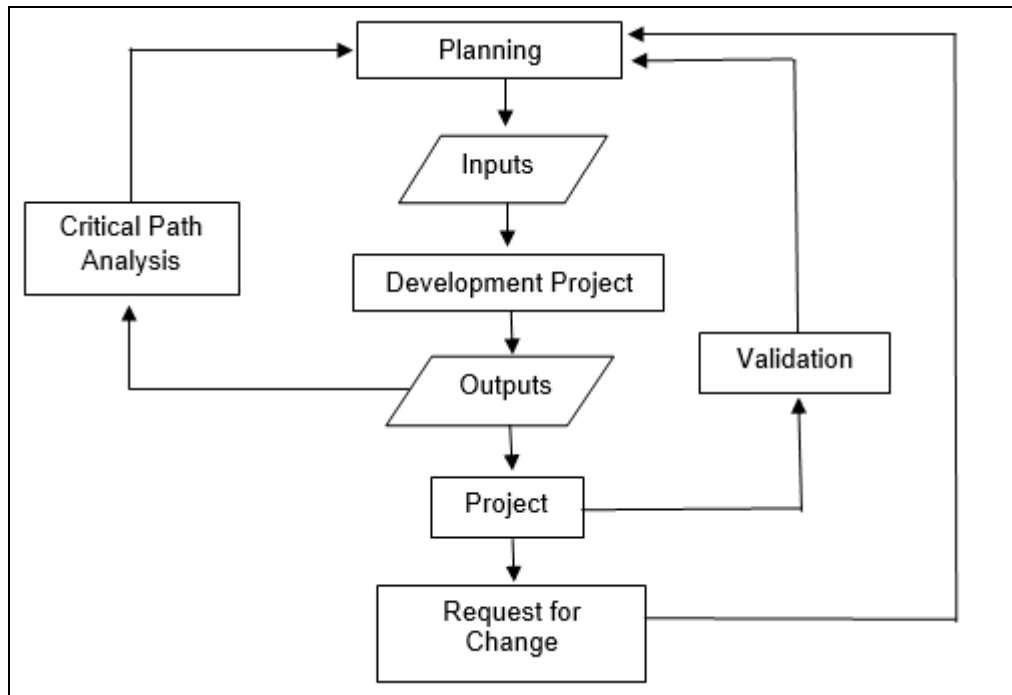 Planning
Inputs
Critical Path
Analysis
Development Project
Validation
Outputs
Project
Request for
Change